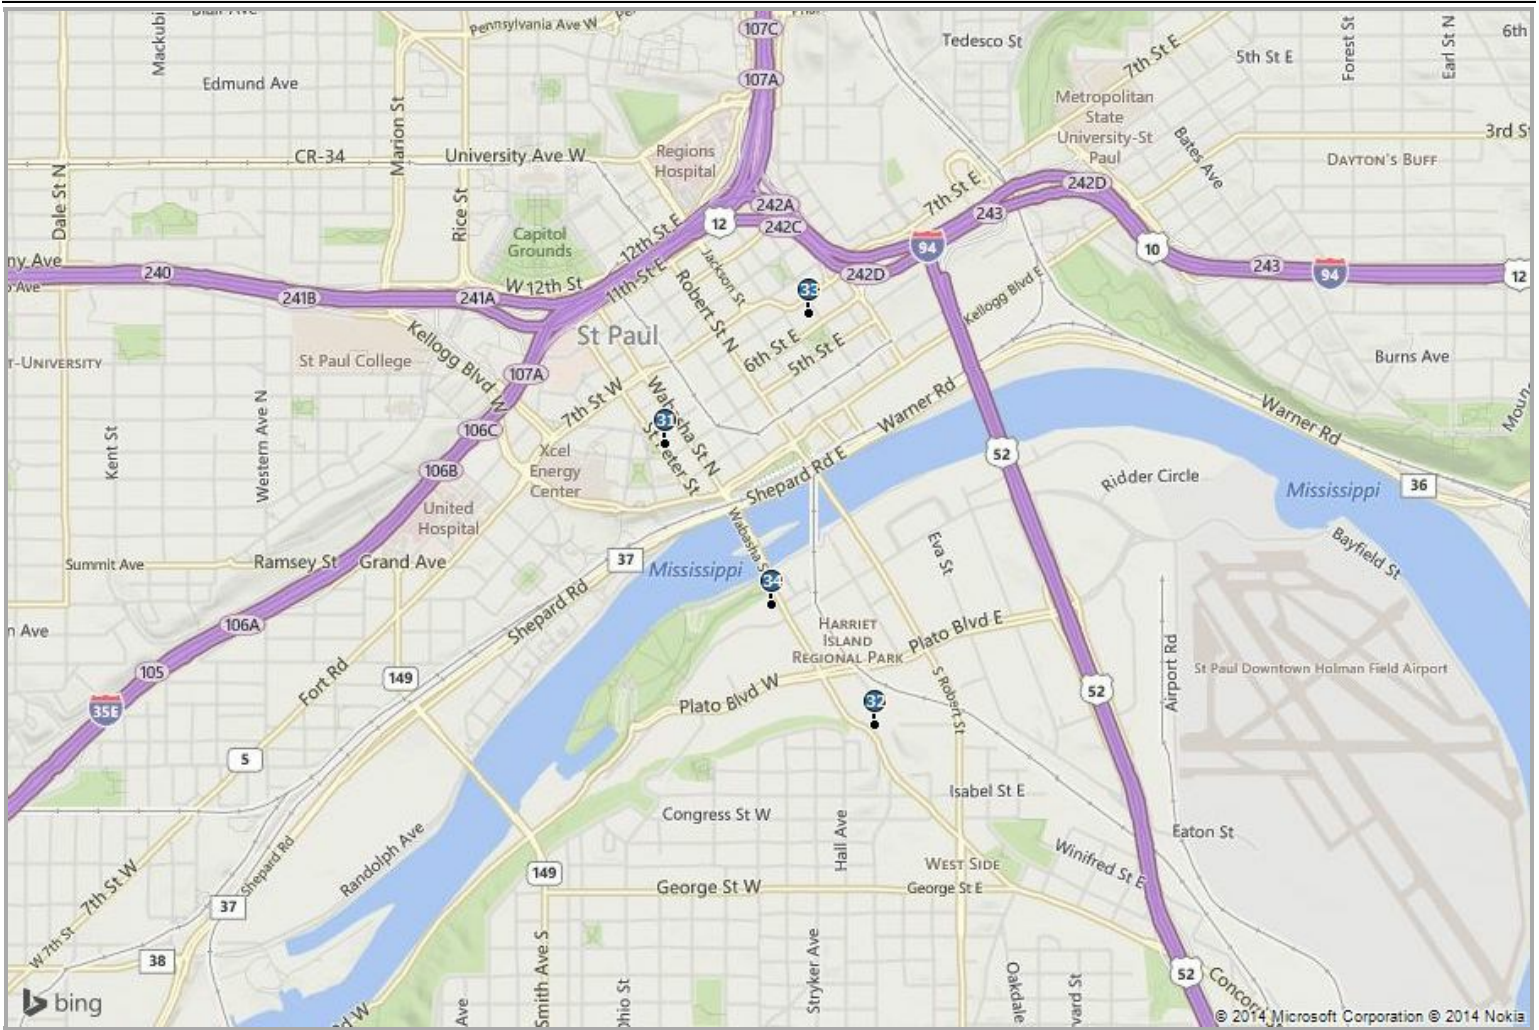 107C
Pennsylvania Ave W
Mackubi
Tedesco St
7th St E
5th St E
Forest St
Earl St N
6th
Edmund Ave
107A
Metropolitan
State
University-St
Paul
Marion St
CR-34
University Ave W
Regions
Hospital
Bates Ave
3rd S
DAYTON'S BUFF
Dale St N
Rice St
242A
242C
12
7th St E
243
242D
Capitol
Grounds
12th St E
94
10
ny Ave
240
241B
241A
W 12th St
11th St E
Jackson St
Robert St N
33
242D
Kellogg Blvd E
243
94
12
St Paul
St Paul College
Kellogg Blvd W
6th St E
5th St E
T-UNIVERSITY
107A
Burns Ave
7th St W
Wabasha St N
31
St Peter St
Warner Rd
Warner Rd
Moun
106C
106B
Kent St
Western Ave N
Xcel
Energy
Center
Shepard Rd E
52
Ridder Circle
Mississippi
36
United
Hospital
Wabasha S
Eva St
Bayfield St
Summit Ave
Ramsey St
Grand Ave
37
Mississippi
34
Shepard Rd
n Ave
106A
HARRIET
ISLAND
REGIONAL PARK
Plato Blvd E
105
149
Fort Rd
Plato Blvd W
32
S Robert St
52
Airport Rd
St Paul Downtown Holman Field Airport
35E
5
Isabel St E
Congress St W
Hall Ave
Eaton St
Randolph Ave
Shepard Rd
149
WEST SIDE
Winifred St E
7th St W
37
George St W
George St E
W 7th St
38
Smith Ave S
Stryker Ave
Oakdale
52
Concor
bing
Ave
© 2014 Microsoft Corporation © 2014 Nokia